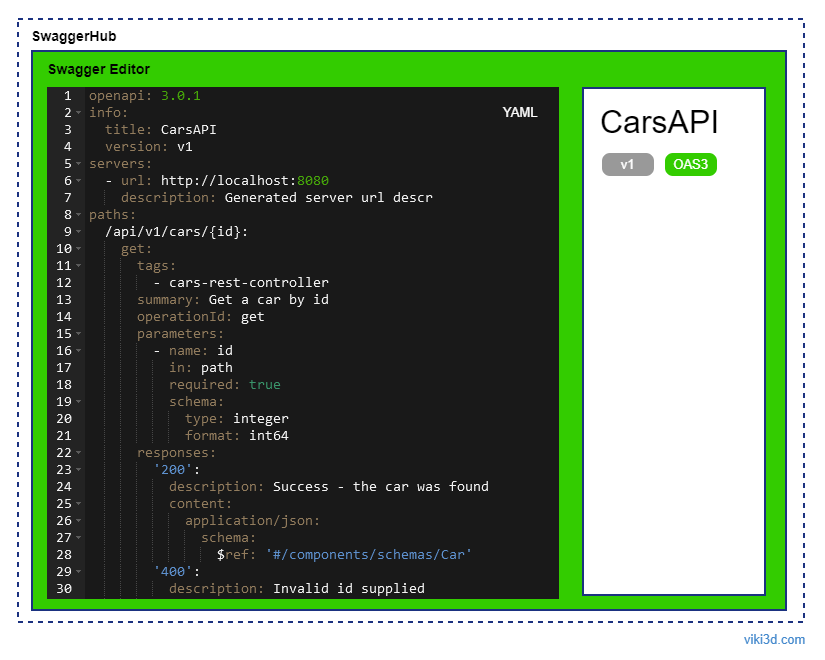 SwaggerHub
Swagger Editor
YAML
1 openapi: 3.0.1
2 info:
3   title: CarsAPI
4   version: v1
5 servers:
6   - url: http://localhost:8080
7     description: Generated server url descr
8 paths:
9   /api/v1/cars/{id}:
10     get:
11       tags:
12         - cars-rest-controller
13       summary: Get a car by id
14       operationId: get
15       parameters:
16         - name: id
17           in: path
18           required: true
19           schema:
20             type: integer
21             format: int64
22       responses:
23         '200':
24           description: Success - the car was found
25           content:
26             application/json:
27               schema:
28                 $ref: '#/components/schemas/Car'
29         '400':
30           description: Invalid id supplied
CarsAPI
v1 OAS3
viki3d.com